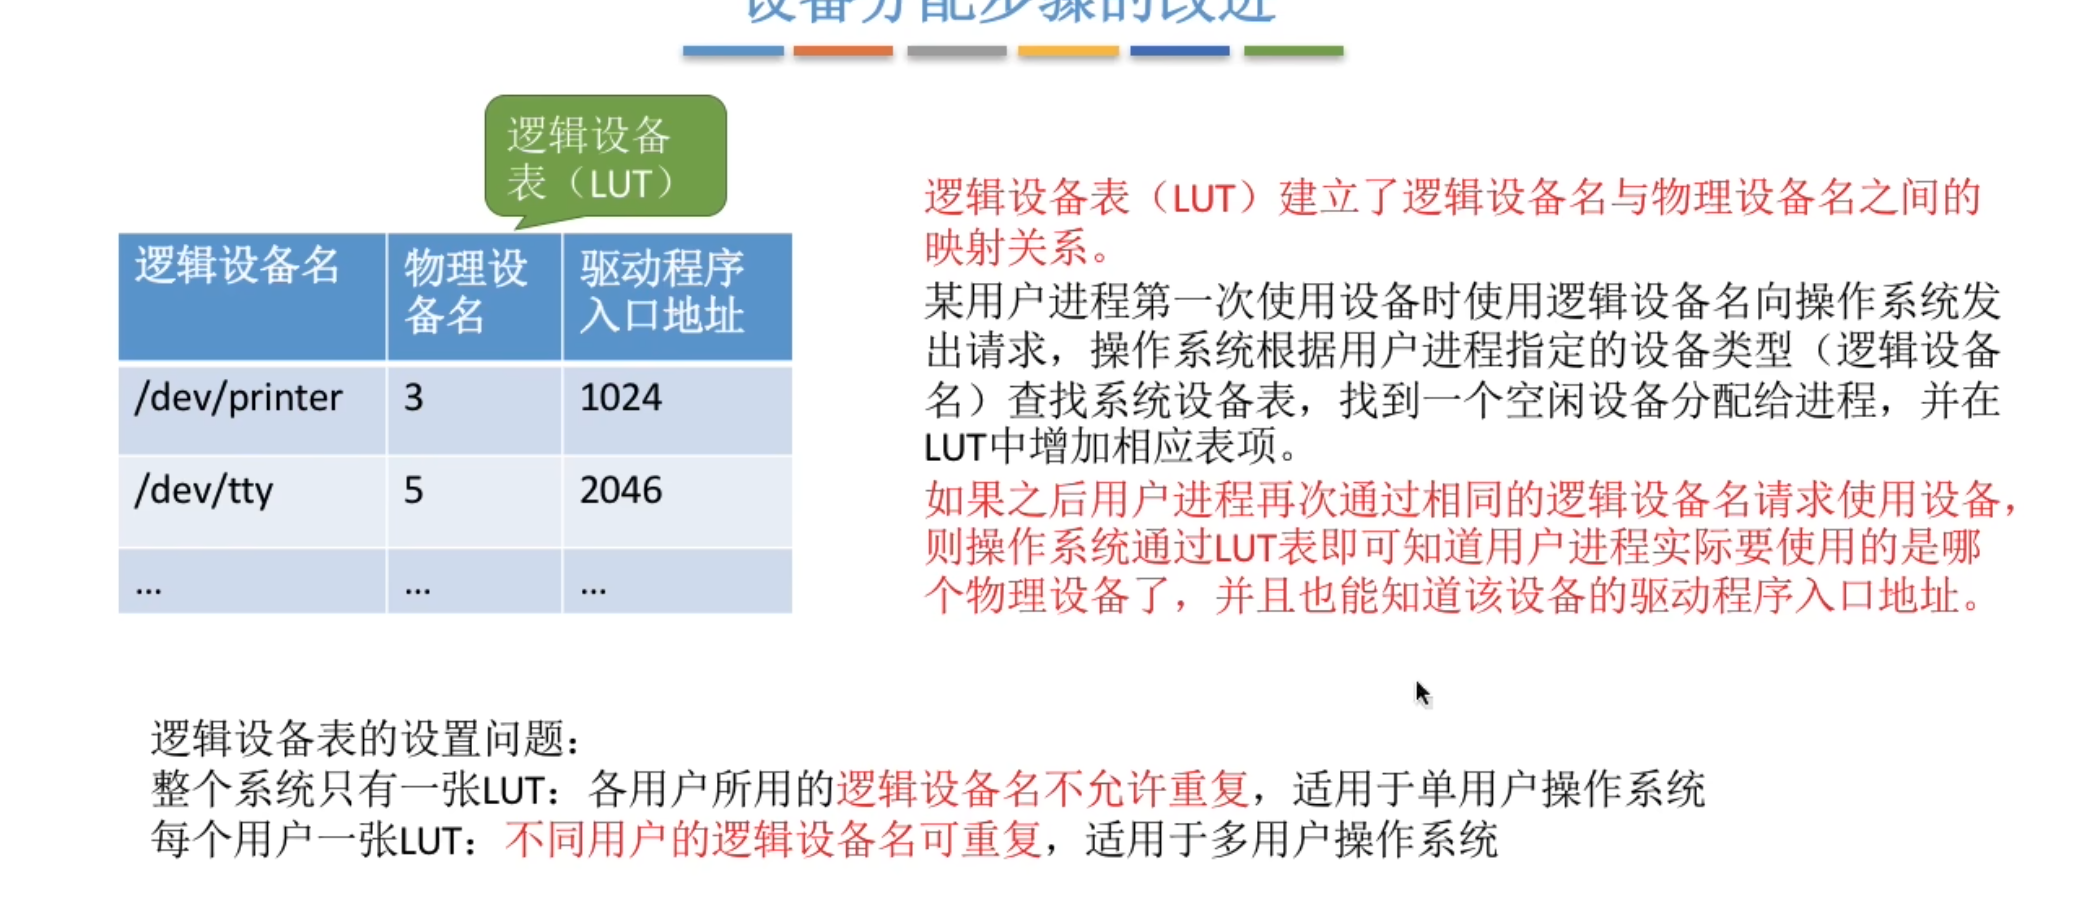 设备分配步骤的改进
逻辑设备
表（LUT）
逻辑设备名
物理设
备名
驱动程序
入口地址
/dev/printer 3 1024
/dev/tty 5 2046
... ... ...
逻辑设备表（LUT）建立了逻辑设备名与物理设备名之间的
映射关系。
某用户进程第一次使用设备时使用逻辑设备名向操作系统发
出请求，操作系统根据用户进程指定的设备类型（逻辑设备
名）查找系统设备表，找到一个空闲设备分配给进程，并在
LUT中增加相应表项。
如果之后用户进程再次通过相同的逻辑设备名请求使用设备，
则操作系统通过LUT表即可知道用户进程实际要使用的是哪
个物理设备了，并且也能知道该设备的驱动程序入口地址。
逻辑设备表的设置问题：
整个系统只有一张LUT：各用户所用的逻辑设备名不允许重复，适用于单用户操作系统
每个用户一张LUT：不同用户的逻辑设备名可重复，适用于多用户操作系统